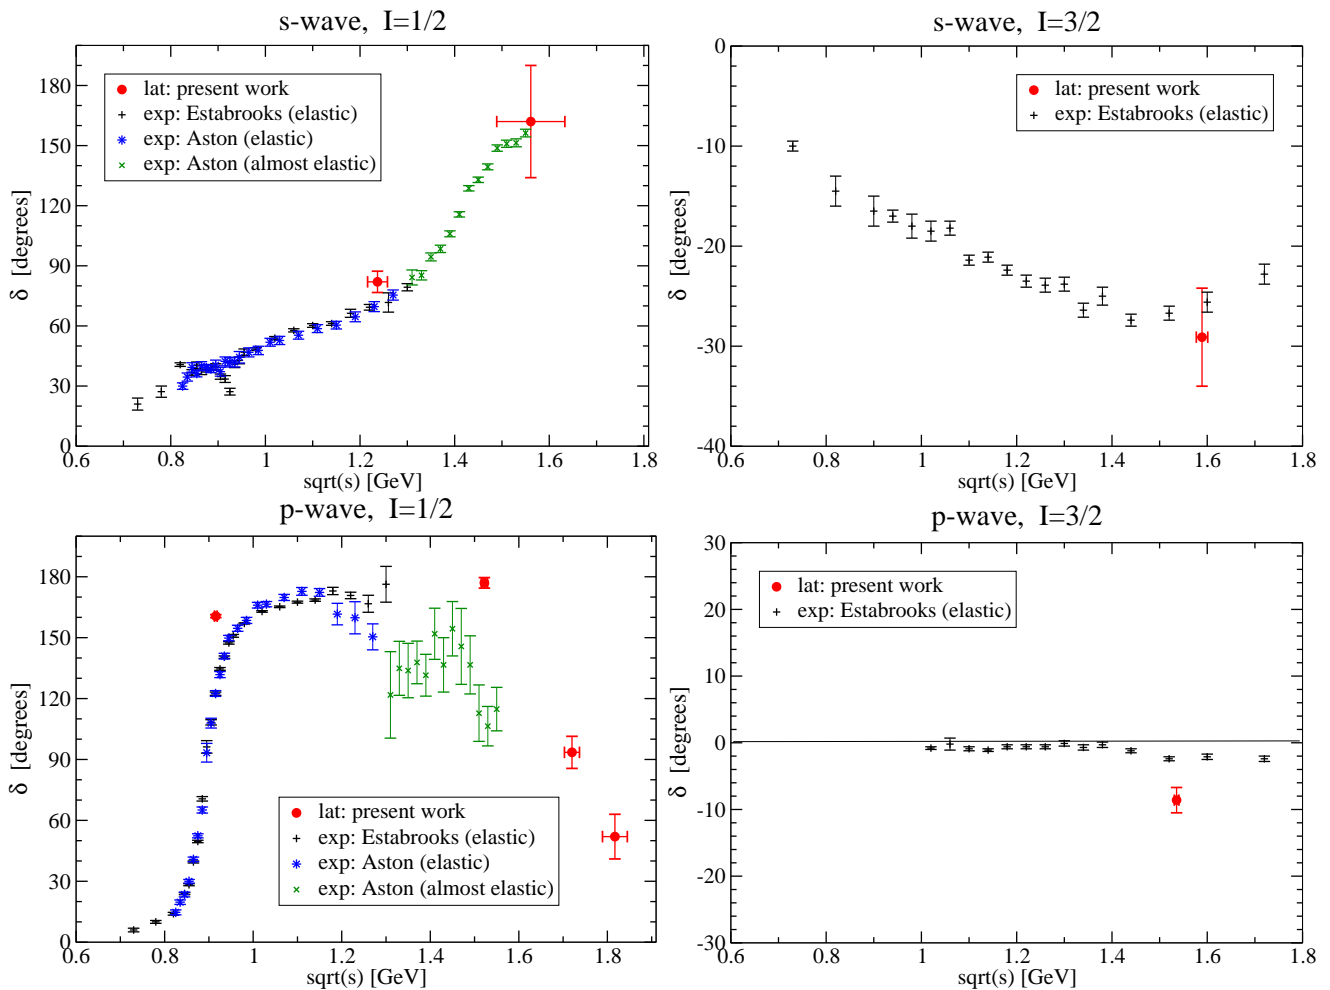 s-wave, I=1/2
180
150
120
90
60
30
0
δ [degrees]
lat: present work
exp: Estabrooks (elastic)
exp: Aston (elastic)
exp: Aston (almost elastic)
0.6 0.8 1 1.2 1.4 1.6 1.8
sqrt(s) [GeV]
s-wave, I=3/2
0
-10
-20
-30
-40
δ [degrees]
lat: present work
exp: Estabrooks (elastic)
0.6 0.8 1 1.2 1.4 1.6 1.8
sqrt(s) [GeV]
p-wave, I=1/2
180
150
120
90
60
30
0
δ [degrees]
lat: present work
exp: Estabrooks (elastic)
exp: Aston (elastic)
exp: Aston (almost elastic)
0.6 0.8 1 1.2 1.4 1.6 1.8
sqrt(s) [GeV]
p-wave, I=3/2
30
20
10
0
-10
-20
-30
δ [degrees]
lat: present work
exp: Estabrooks (elastic)
0.6 0.8 1 1.2 1.4 1.6 1.8
sqrt(s) [GeV]